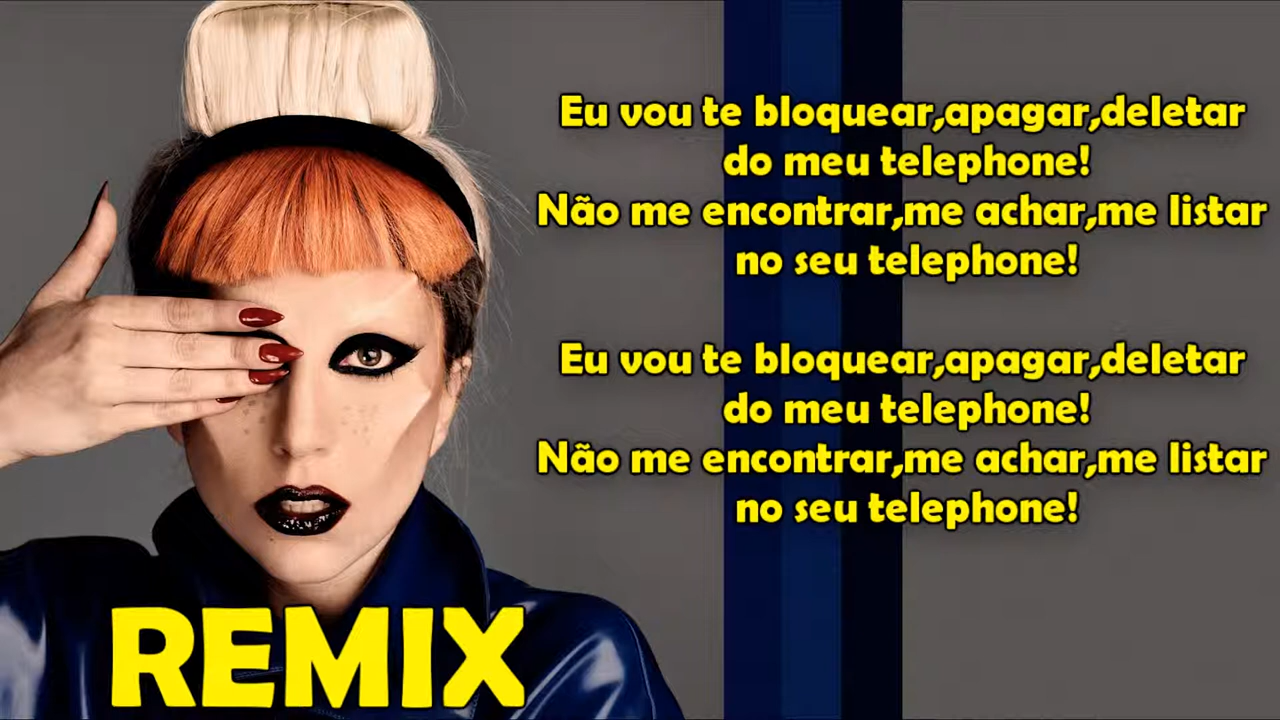 Eu vou te bloquear,apagar,deletar
do meu telephone!
Não me encontrar,me achar,me listar
no seu telephone!
Eu vou te bloquear,apagar,deletar
do meu telephone!
Não me encontrar,me achar,me listar
no seu telephone!
REMIX